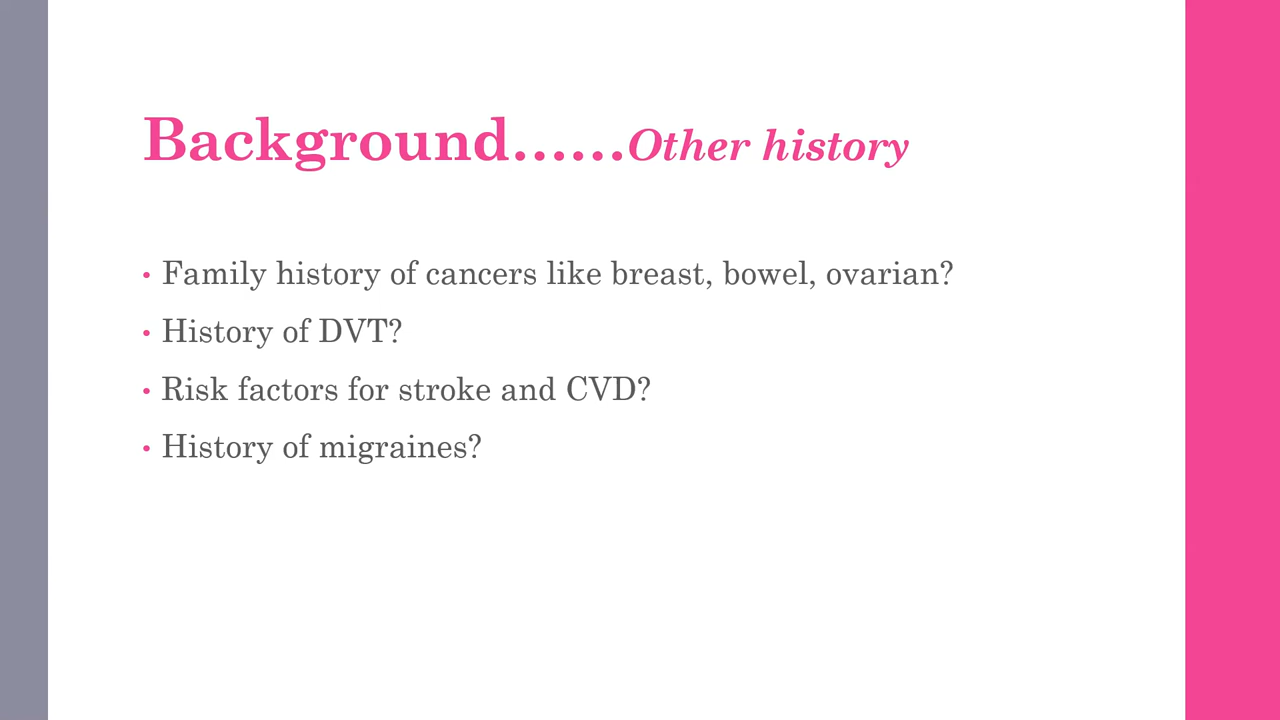 Background......Other history
• Family history of cancers like breast, bowel, ovarian?
• History of DVT?
• Risk factors for stroke and CVD?
• History of migraines?